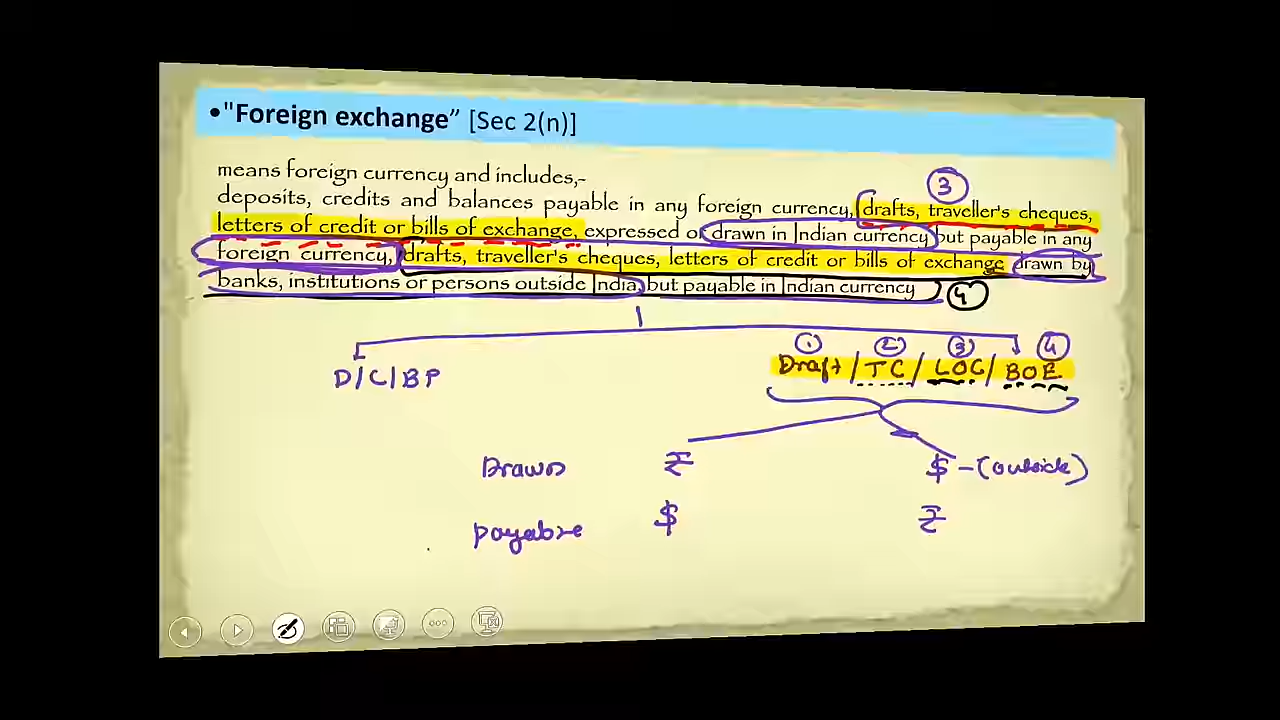 •"Foreign exchange” [Sec 2(n)]
means foreign currency and includes,-
3
deposits, credits and balances payable in any foreign currency, drafts, traveller's cheques,
letters of credit or bills of exchange, expressed or drawn in Indian currency but payable in any
foreign currency, drafts, traveller's cheques, letters of credit or bills of exchange drawn by
banks, institutions or persons outside India, but payable in Indian currency
4
1 2 3 4
D/C/BP Draft / TC / LOC / BOE
Drawn ₹ $ - (outside)
Payable $ ₹